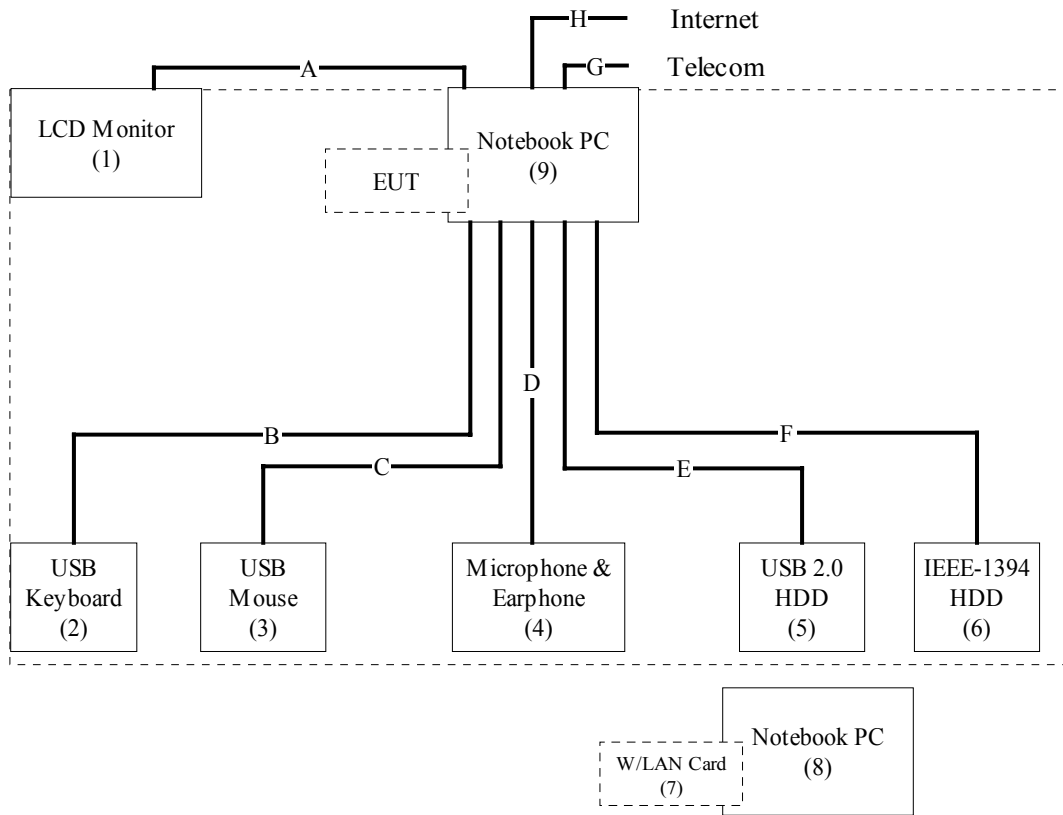 H
Internet
A
G
Telecom
LCD Monitor
(1)
Notebook PC
(9)
EUT
D
B
F
C
E
USB
Keyboard
(2)
USB
Mouse
(3)
Microphone &
Earphone
(4)
USB 2.0
HDD
(5)
IEEE-1394
HDD
(6)
Notebook PC
(8)
W/LAN Card
(7)